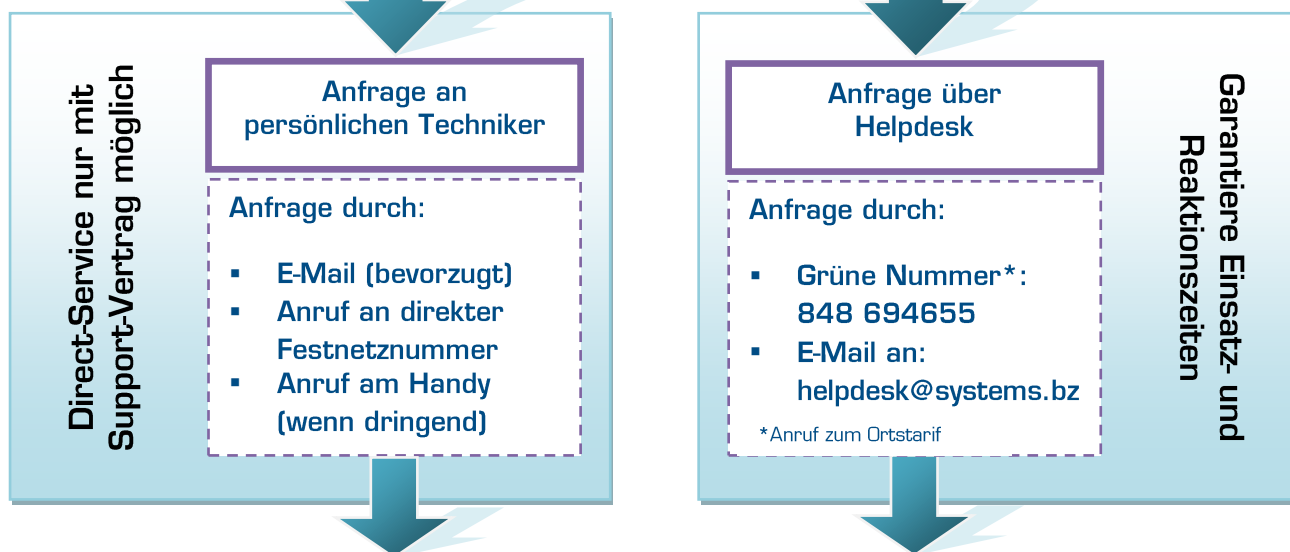 Direct-Service nur mit
Support-Vertrag möglich
Anfrage an
persönlichen Techniker
Anfrage durch:
▪ E-Mail (bevorzugt)
▪ Anruf an direkter
Festnetznummer
▪ Anruf am Handy
(wenn dringend)
Anfrage über
Helpdesk
Anfrage durch:
▪ Grüne Nummer*:
848 694655
▪ E-Mail an:
helpdesk@systems.bz
*Anruf zum Ortstarif
Garantiere Einsatz- und
Reaktionszeiten